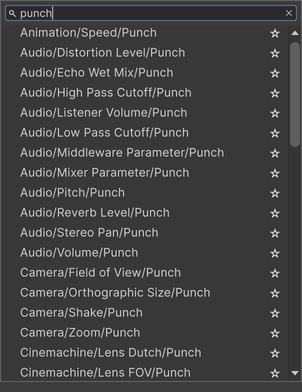 punch
Animation/Speed/Punch
Audio/Distortion Level/Punch
Audio/Echo Wet Mix/Punch
Audio/High Pass Cutoff/Punch
Audio/Listener Volume/Punch
Audio/Low Pass Cutoff/Punch
Audio/Middleware Parameter/Punch
Audio/Mixer Parameter/Punch
Audio/Pitch/Punch
Audio/Reverb Level/Punch
Audio/Stereo Pan/Punch
Audio/Volume/Punch
Camera/Field of View/Punch
Camera/Orthographic Size/Punch
Camera/Shake/Punch
Camera/Zoom/Punch
Cinemachine/Lens Dutch/Punch
Cinemachine/Lens FOV/Punch